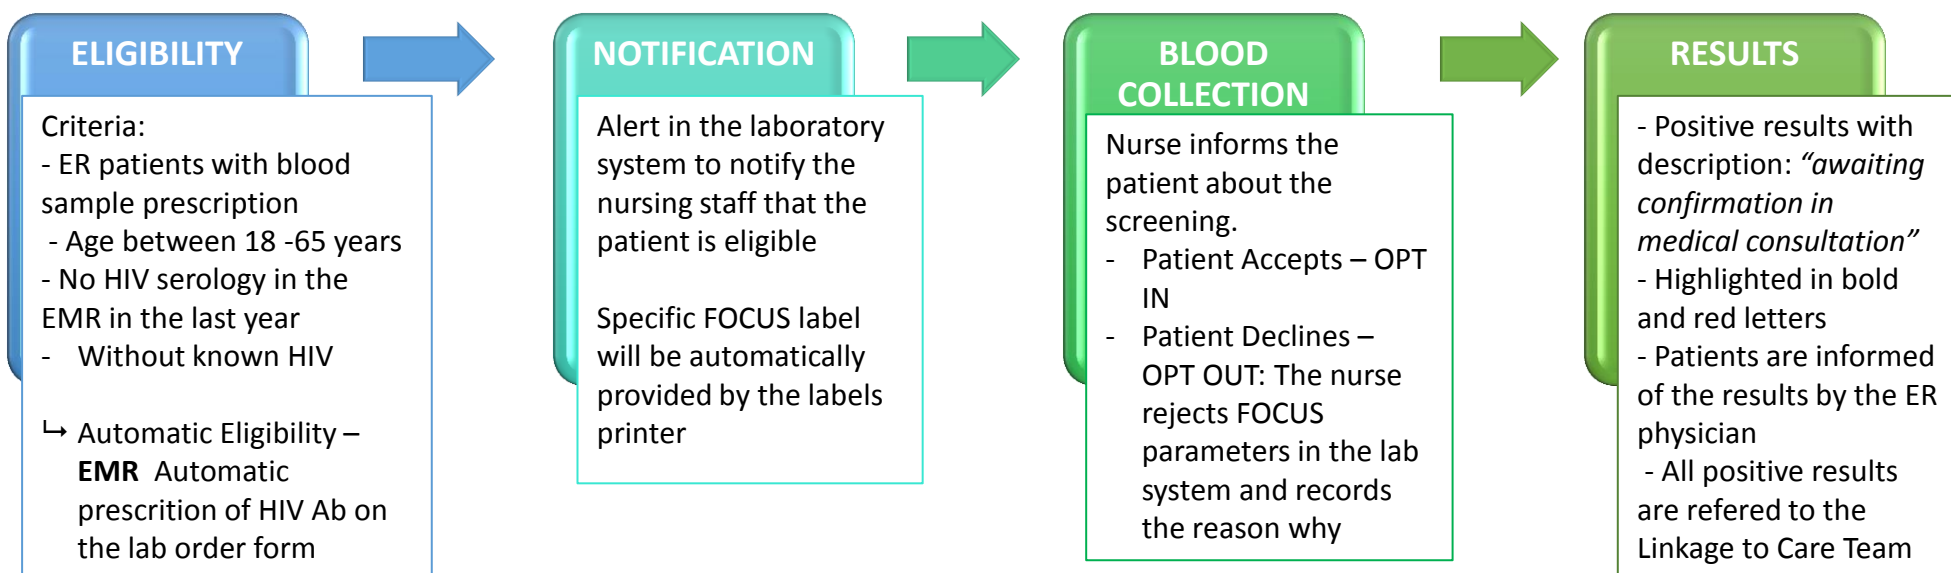 ELIGIBILITY
Criteria:
- ER patients with blood
sample prescription
- Age between 18 -65 years
- No HIV serology in the
EMR in the last year
- Without known HIV
↳ Automatic Eligibility –
EMR Automatic
prescrition of HIV Ab on
the lab order form
NOTIFICATION
Alert in the laboratory
system to notify the
nursing staff that the
patient is eligible
Specific FOCUS label
will be automatically
provided by the labels
printer
BLOOD
COLLECTION
Nurse informs the
patient about the
screening.
- Patient Accepts – OPT
IN
- Patient Declines –
OPT OUT: The nurse
rejects FOCUS
parameters in the lab
system and records
the reason why
RESULTS
- Positive results with
description: “awaiting
confirmation in
medical consultation”
- Highlighted in bold
and red letters
- Patients are informed
of the results by the ER
physician
- All positive results
are refered to the
Linkage to Care Team